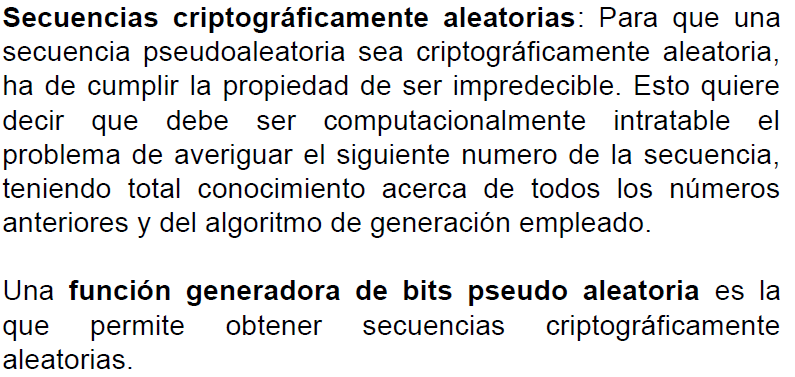 Secuencias criptográficamente aleatorias: Para que una
secuencia pseudoaleatoria sea criptográficamente aleatoria,
ha de cumplir la propiedad de ser impredecible. Esto quiere
decir que debe ser computacionalmente intratable el
problema de averiguar el siguiente numero de la secuencia,
teniendo total conocimiento acerca de todos los números
anteriores y del algoritmo de generación empleado.
Una función generadora de bits pseudo aleatoria es la
que permite obtener secuencias criptográficamente
aleatorias.